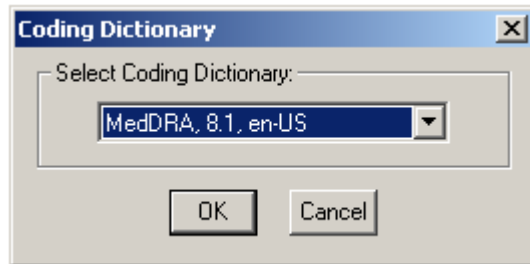 Coding Dictionary
Select Coding Dictionary:
MedDRA, 8.1, en-US
OK Cancel